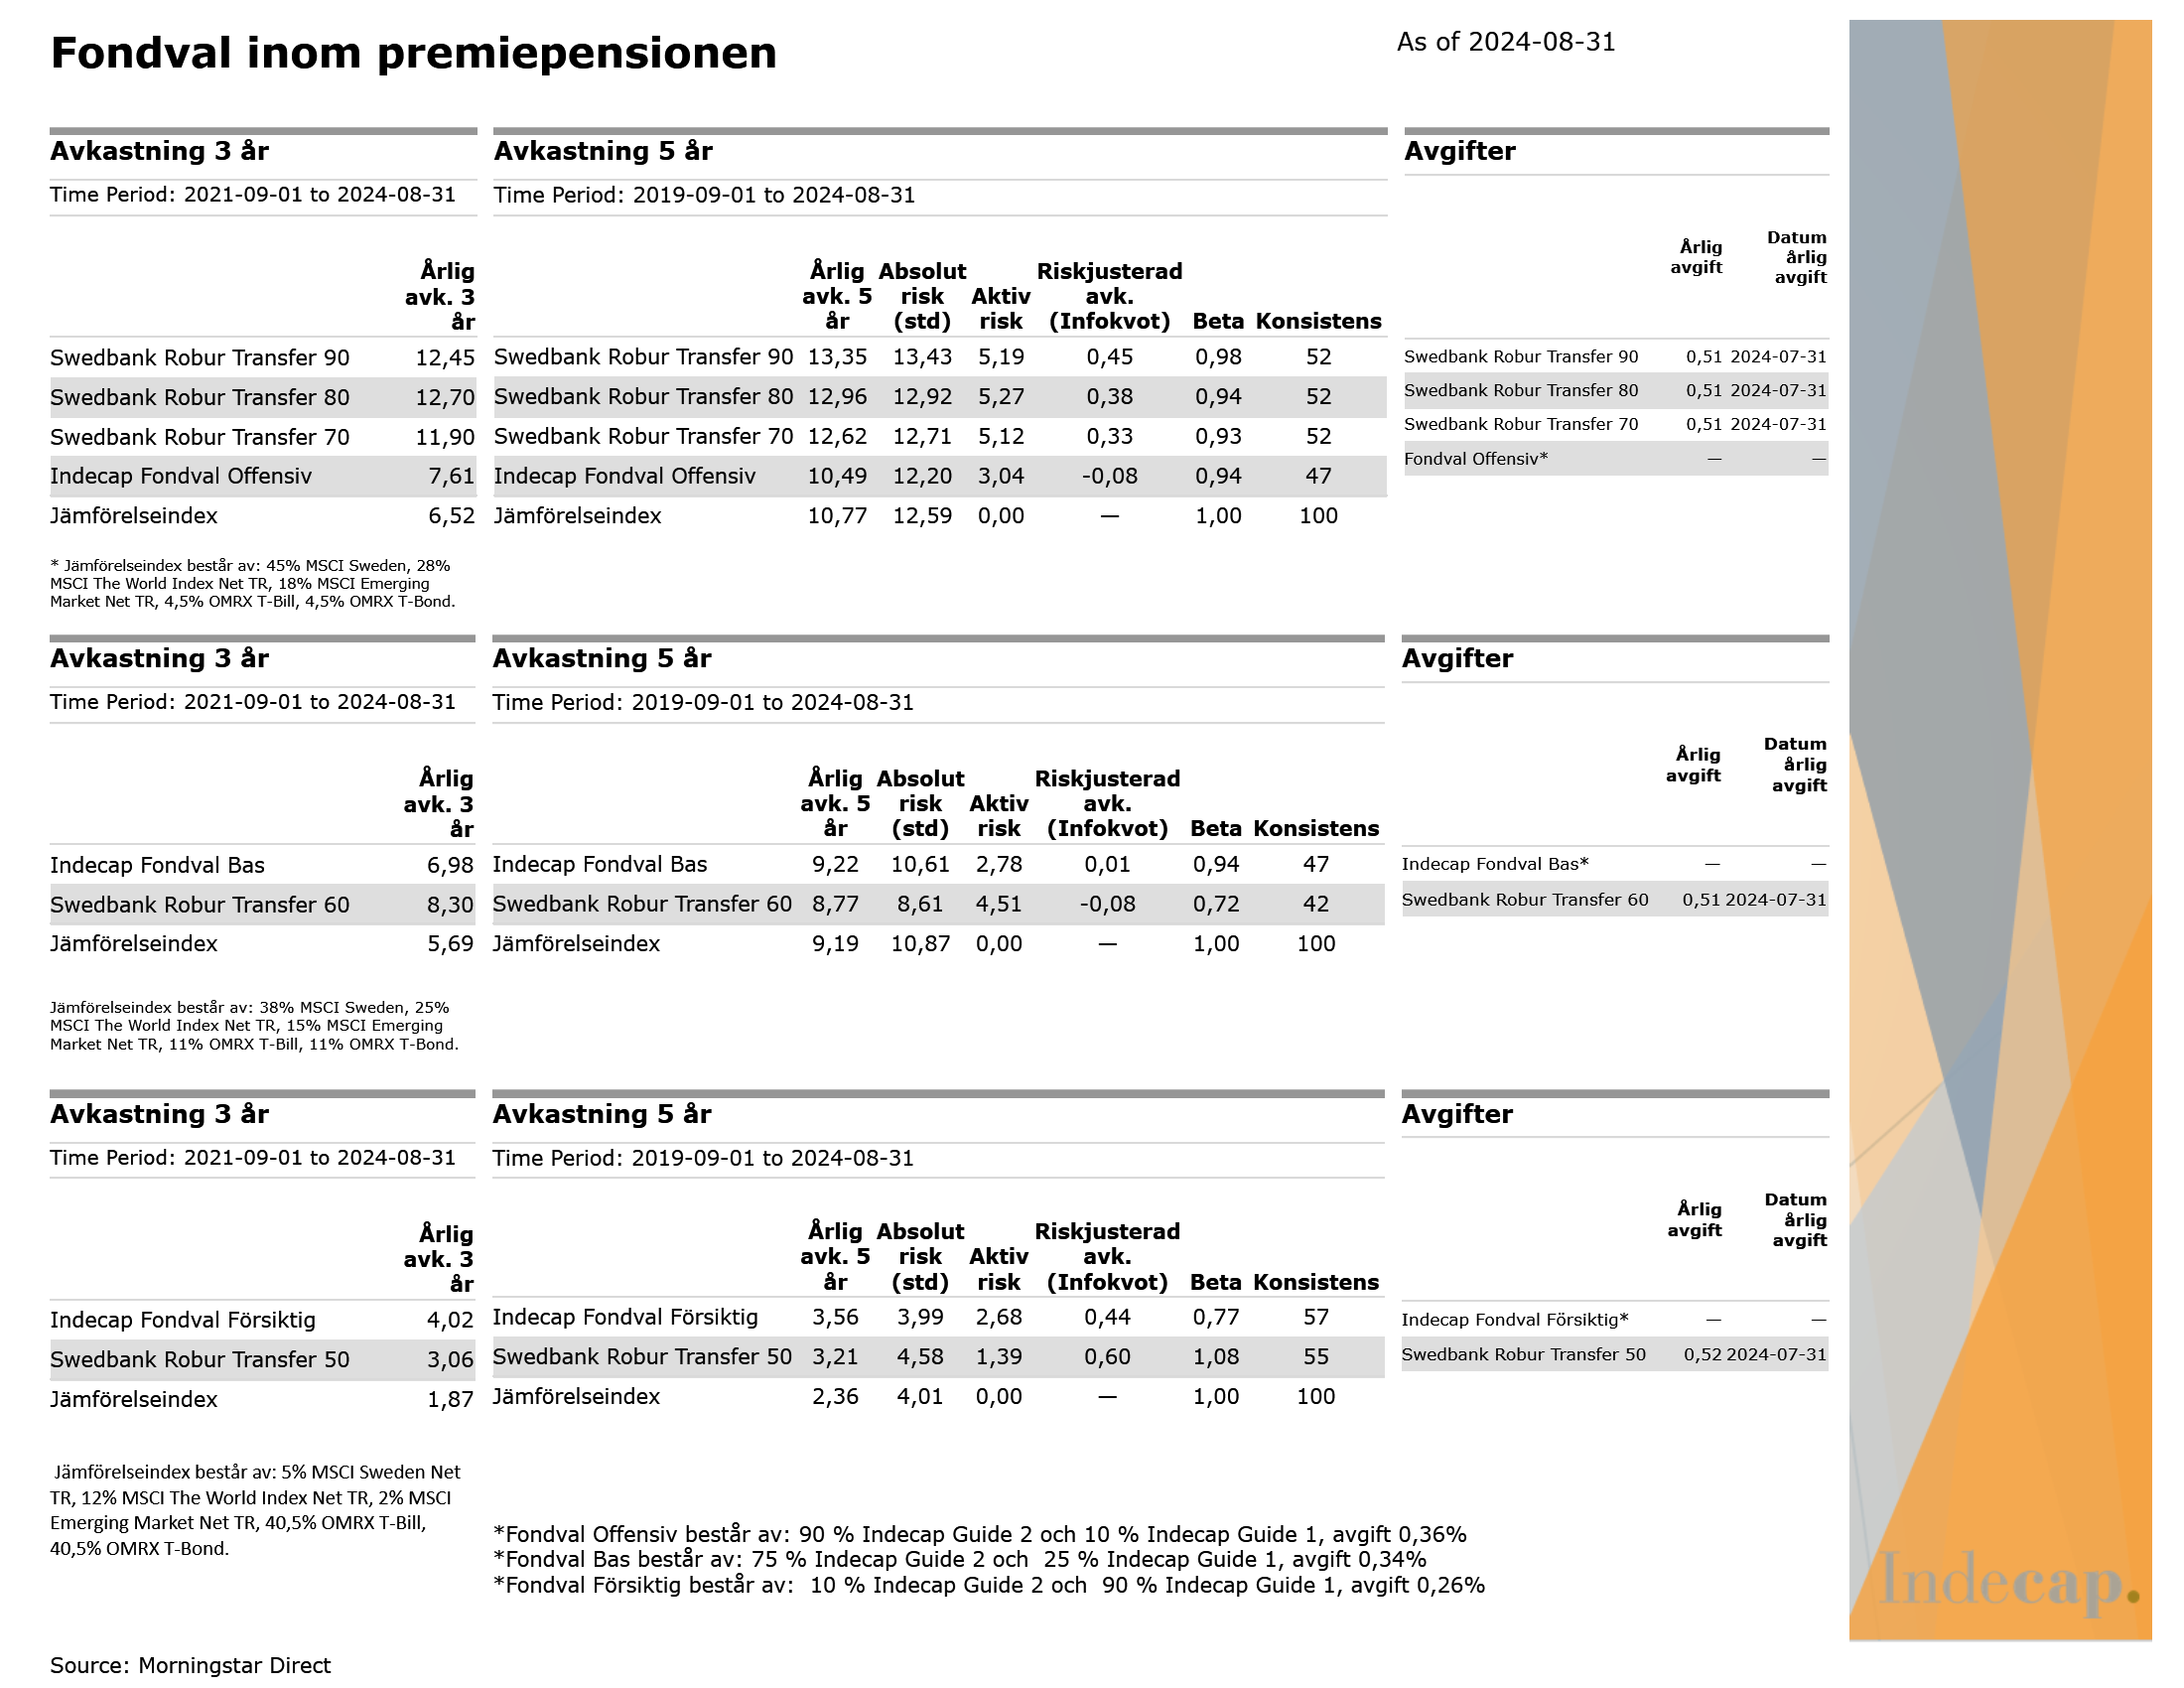 Fondval inom premiepensionen
As of 2024-08-31
Avkastning 3 år
Time Period: 2021-09-01 to 2024-08-31
Årlig
avk. 3
år
Swedbank Robur Transfer 90 12,45
Swedbank Robur Transfer 80 12,70
Swedbank Robur Transfer 70 11,90
Indecap Fondval Offensiv 7,61
Jämförelseindex 6,52
* Jämförelseindex består av: 45% MSCI Sweden, 28%
MSCI The World Index Net TR, 18% MSCI Emerging
Market Net TR, 4,5% OMRX T-Bill, 4,5% OMRX T-Bond.
Avkastning 5 år
Time Period: 2019-09-01 to 2024-08-31
Årlig Absolut Riskjusterad
avk. 5 risk Aktiv avk.
år (std) risk (Infokvot) Beta Konsistens
Swedbank Robur Transfer 90 13,35 13,43 5,19 0,45 0,98 52
Swedbank Robur Transfer 80 12,96 12,92 5,27 0,38 0,94 52
Swedbank Robur Transfer 70 12,62 12,71 5,12 0,33 0,93 52
Indecap Fondval Offensiv 10,49 12,20 3,04 -0,08 0,94 47
Jämförelseindex 10,77 12,59 0,00 — 1,00 100
Avgifter
Årlig
avgift
Datum
årlig
avgift
Swedbank Robur Transfer 90 0,51 2024-07-31
Swedbank Robur Transfer 80 0,51 2024-07-31
Swedbank Robur Transfer 70 0,51 2024-07-31
Fondval Offensiv* — —
Avkastning 3 år
Time Period: 2021-09-01 to 2024-08-31
Årlig
avk. 3
år
Indecap Fondval Bas 6,98
Swedbank Robur Transfer 60 8,30
Jämförelseindex 5,69
Jämförelseindex består av: 38% MSCI Sweden, 25%
MSCI The World Index Net TR, 15% MSCI Emerging
Market Net TR, 11% OMRX T-Bill, 11% OMRX T-Bond.
Avkastning 5 år
Time Period: 2019-09-01 to 2024-08-31
Årlig Absolut Riskjusterad
avk. 5 risk Aktiv avk.
år (std) risk (Infokvot) Beta Konsistens
Indecap Fondval Bas 9,22 10,61 2,78 0,01 0,94 47
Swedbank Robur Transfer 60 8,77 8,61 4,51 -0,08 0,72 42
Jämförelseindex 9,19 10,87 0,00 — 1,00 100
Avgifter
Årlig
avgift
Datum
årlig
avgift
Indecap Fondval Bas* — —
Swedbank Robur Transfer 60 0,51 2024-07-31
Avkastning 3 år
Time Period: 2021-09-01 to 2024-08-31
Årlig
avk. 3
år
Indecap Fondval Försiktig 4,02
Swedbank Robur Transfer 50 3,06
Jämförelseindex 1,87
Jämförelseindex består av: 5% MSCI Sweden Net
TR, 12% MSCI The World Index Net TR, 2% MSCI
Emerging Market Net TR, 40,5% OMRX T-Bill,
40,5% OMRX T-Bond.
Avkastning 5 år
Time Period: 2019-09-01 to 2024-08-31
Årlig Absolut Riskjusterad
avk. 5 risk Aktiv avk.
år (std) risk (Infokvot) Beta Konsistens
Indecap Fondval Försiktig 3,56 3,99 2,68 0,44 0,77 57
Swedbank Robur Transfer 50 3,21 4,58 1,39 0,60 1,08 55
Jämförelseindex 2,36 4,01 0,00 — 1,00 100
Avgifter
Årlig
avgift
Datum
årlig
avgift
Indecap Fondval Försiktig* — —
Swedbank Robur Transfer 50 0,52 2024-07-31
*Fondval Offensiv består av: 90 % Indecap Guide 2 och 10 % Indecap Guide 1, avgift 0,36%
*Fondval Bas består av: 75 % Indecap Guide 2 och 25 % Indecap Guide 1, avgift 0,34%
*Fondval Försiktig består av: 10 % Indecap Guide 2 och 90 % Indecap Guide 1, avgift 0,26%
Indecap.
Source: Morningstar Direct